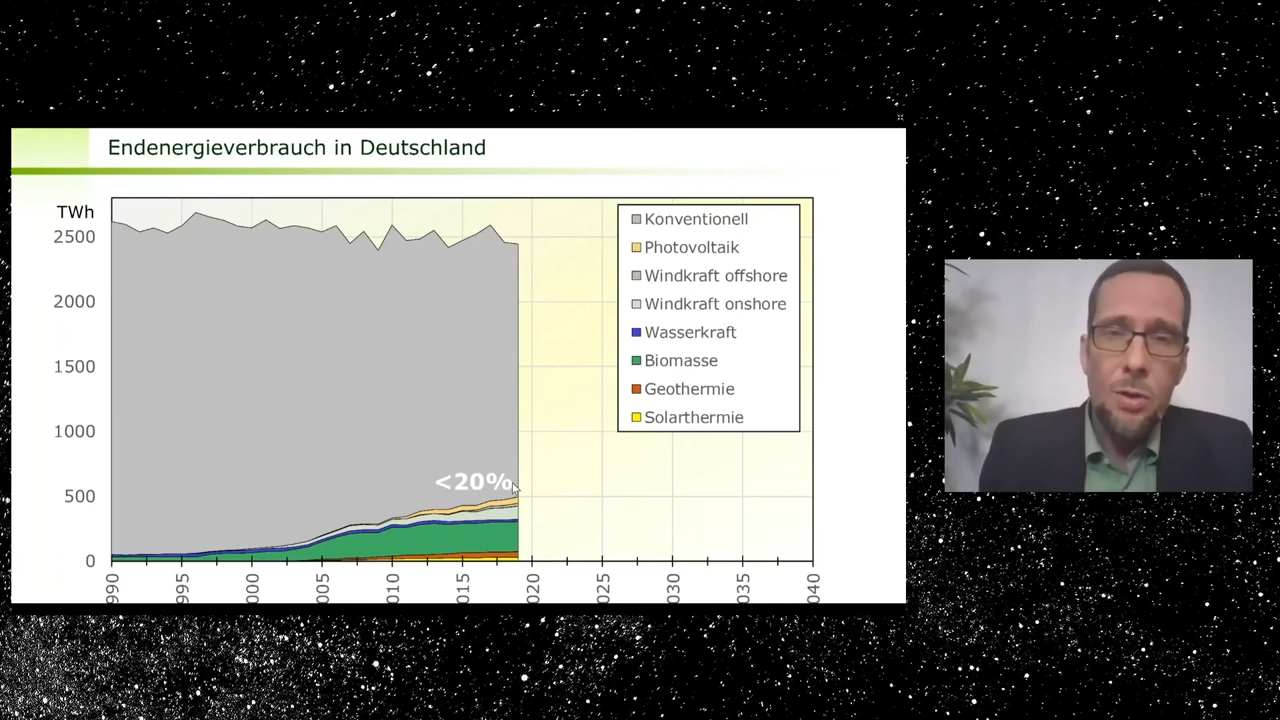 Endenergieverbrauch in Deutschland
TWh
2500
2000
1500
1000
500
0
Konventionell
Photovoltaik
Windkraft offshore
Windkraft onshore
Wasserkraft
Biomasse
Geothermie
Solarthermie
<20%
990
995
000
005
010
015
020
025
030
035
040